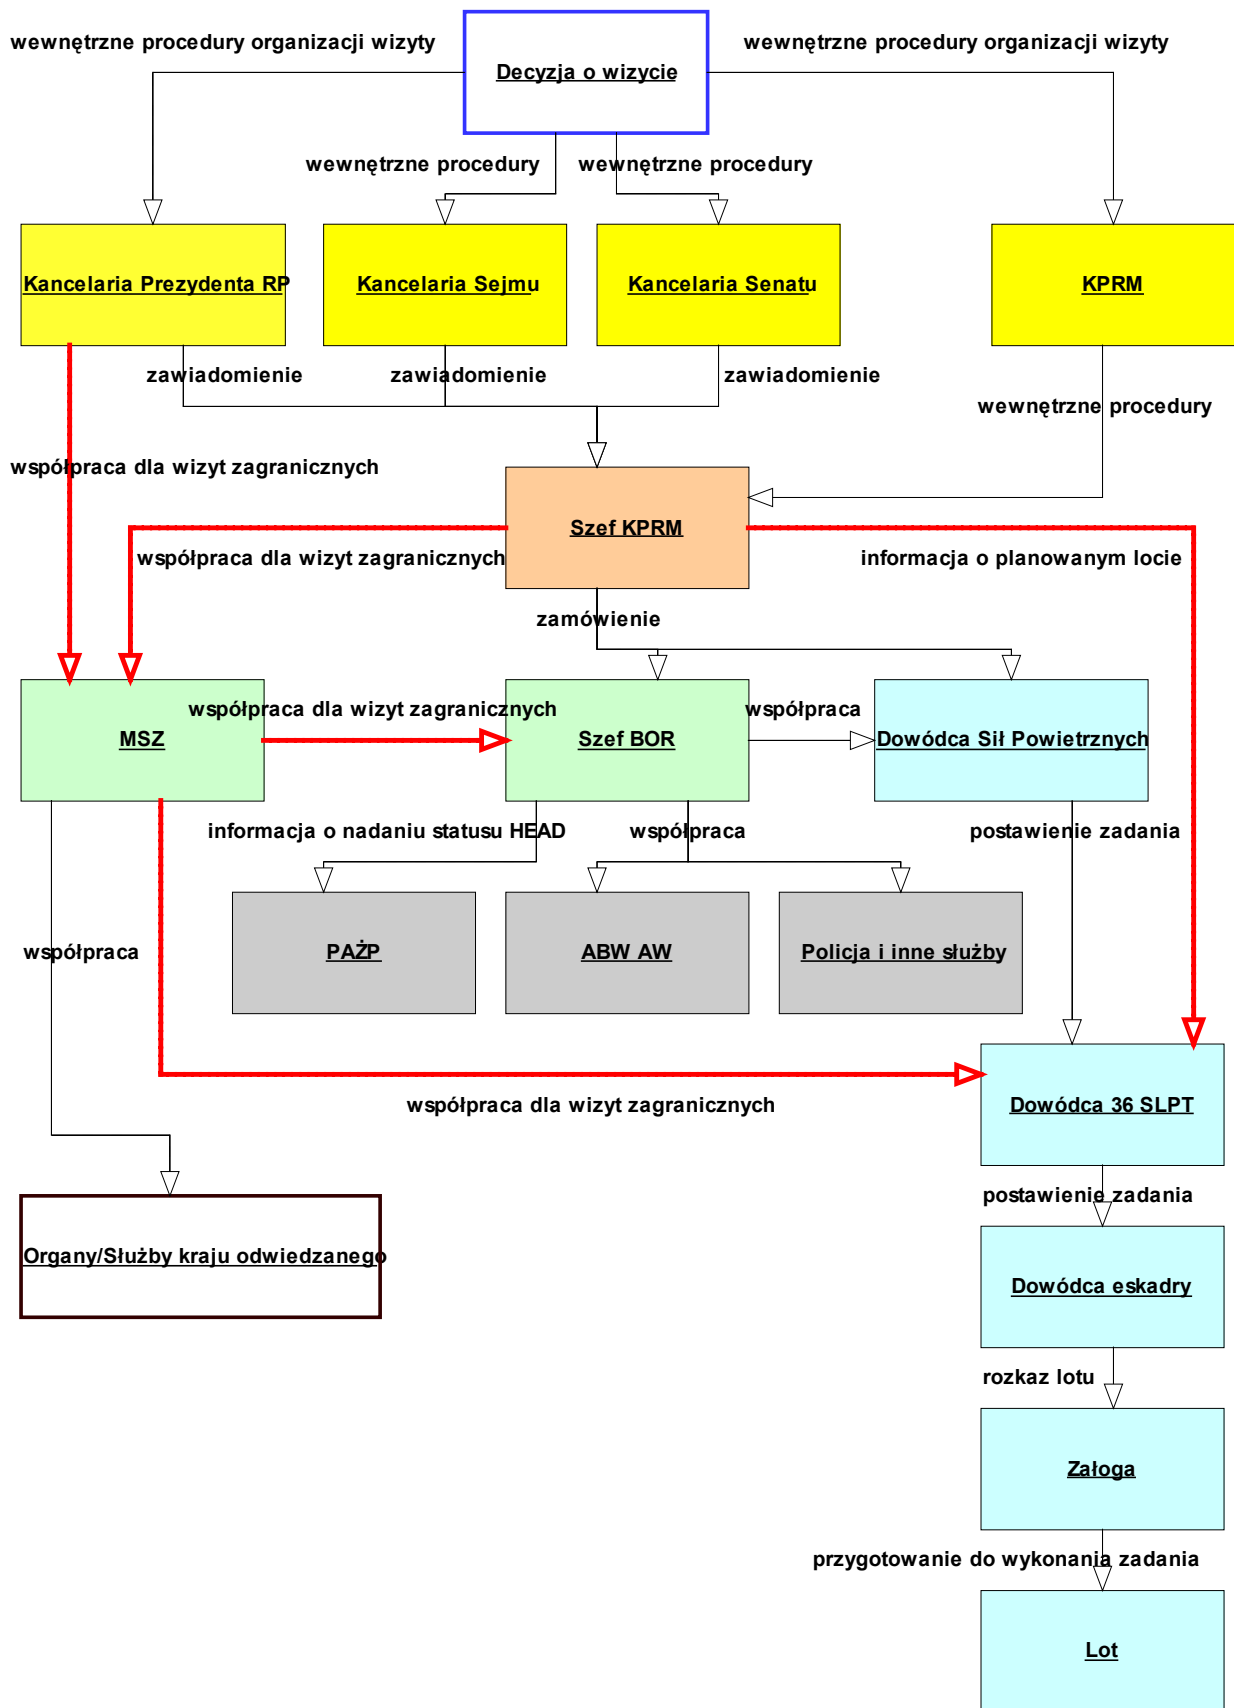 wewnętrzne procedury organizacji wizyty
wewnętrzne procedury organizacji wizyty
Decyzja o wizycie
wewnętrzne procedury
wewnętrzne procedury
Kancelaria Prezydenta RP
Kancelaria Sejmu
Kancelaria Senatu
KPRM
zawiadomienie
zawiadomienie
zawiadomienie
wewnętrzne procedury
współpraca dla wizyt zagranicznych
Szef KPRM
współpraca dla wizyt zagranicznych
informacja o planowanym locie
zamówienie
współpraca dla wizyt zagranicznych
współpraca
MSZ
Szef BOR
Dowódca Sił Powietrznych
informacja o nadaniu statusu HEAD
współpraca
postawienie zadania
współpraca
PAŻP
ABW AW
Policja i inne służby
współpraca dla wizyt zagranicznych
Dowódca 36 SLPT
postawienie zadania
Organy/Służby kraju odwiedzanego
Dowódca eskadry
rozkaz lotu
Załoga
przygotowanie do wykonania zadania
Lot